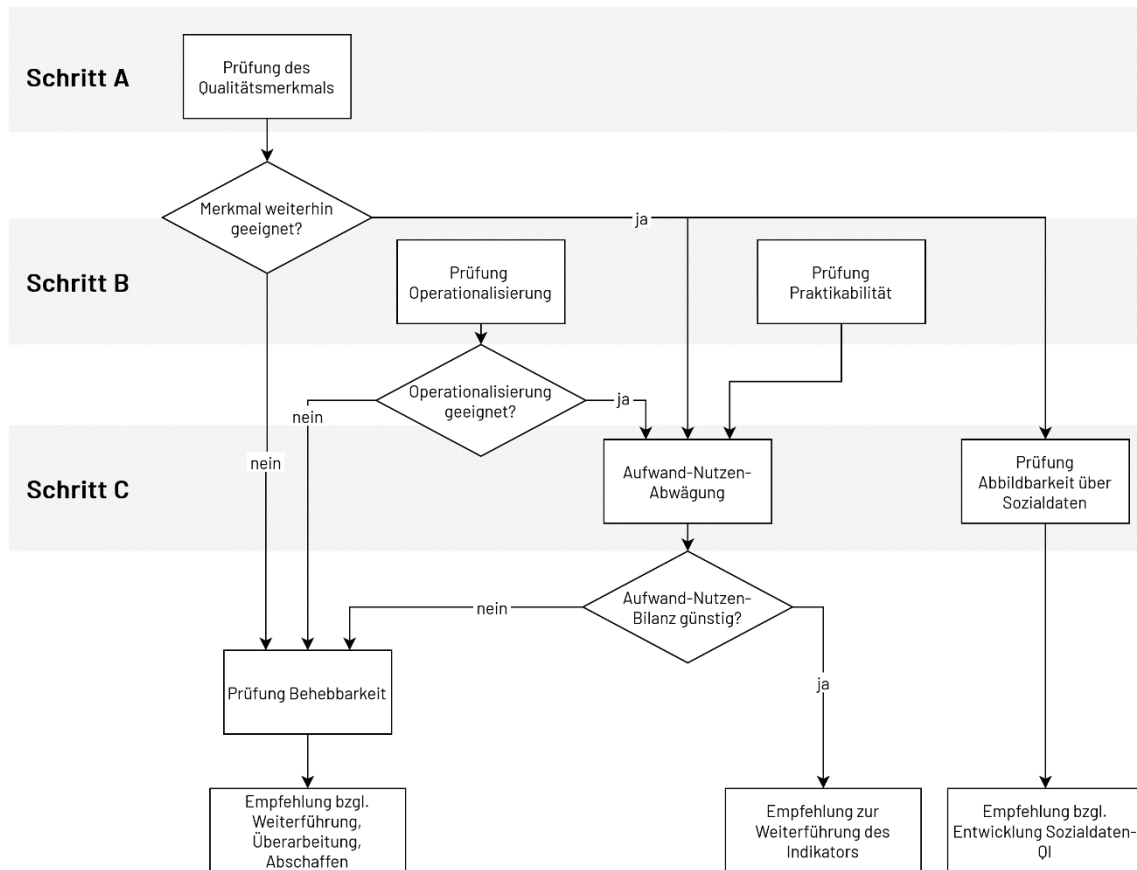 Schritt A
Prüfung des
Qualitätsmerkmals
Merkmal weiterhin
geeignet?
ja
Schritt B
Prüfung
Operationalisierung
Prüfung
Praktikabilität
Operationalisierung
geeignet?
nein
ja
nein
Schritt C
Aufwand-Nutzen-
Abwägung
Prüfung
Abbildbarkeit über
Sozialdaten
Aufwand-Nutzen-
Bilanz günstig?
nein
ja
Prüfung Behebbarkeit
Empfehlung bzgl.
Weiterführung,
Überarbeitung,
Abschaffen
Empfehlung zur
Weiterführung des
Indikators
Empfehlung bzgl.
Entwicklung Sozialdaten-
QI